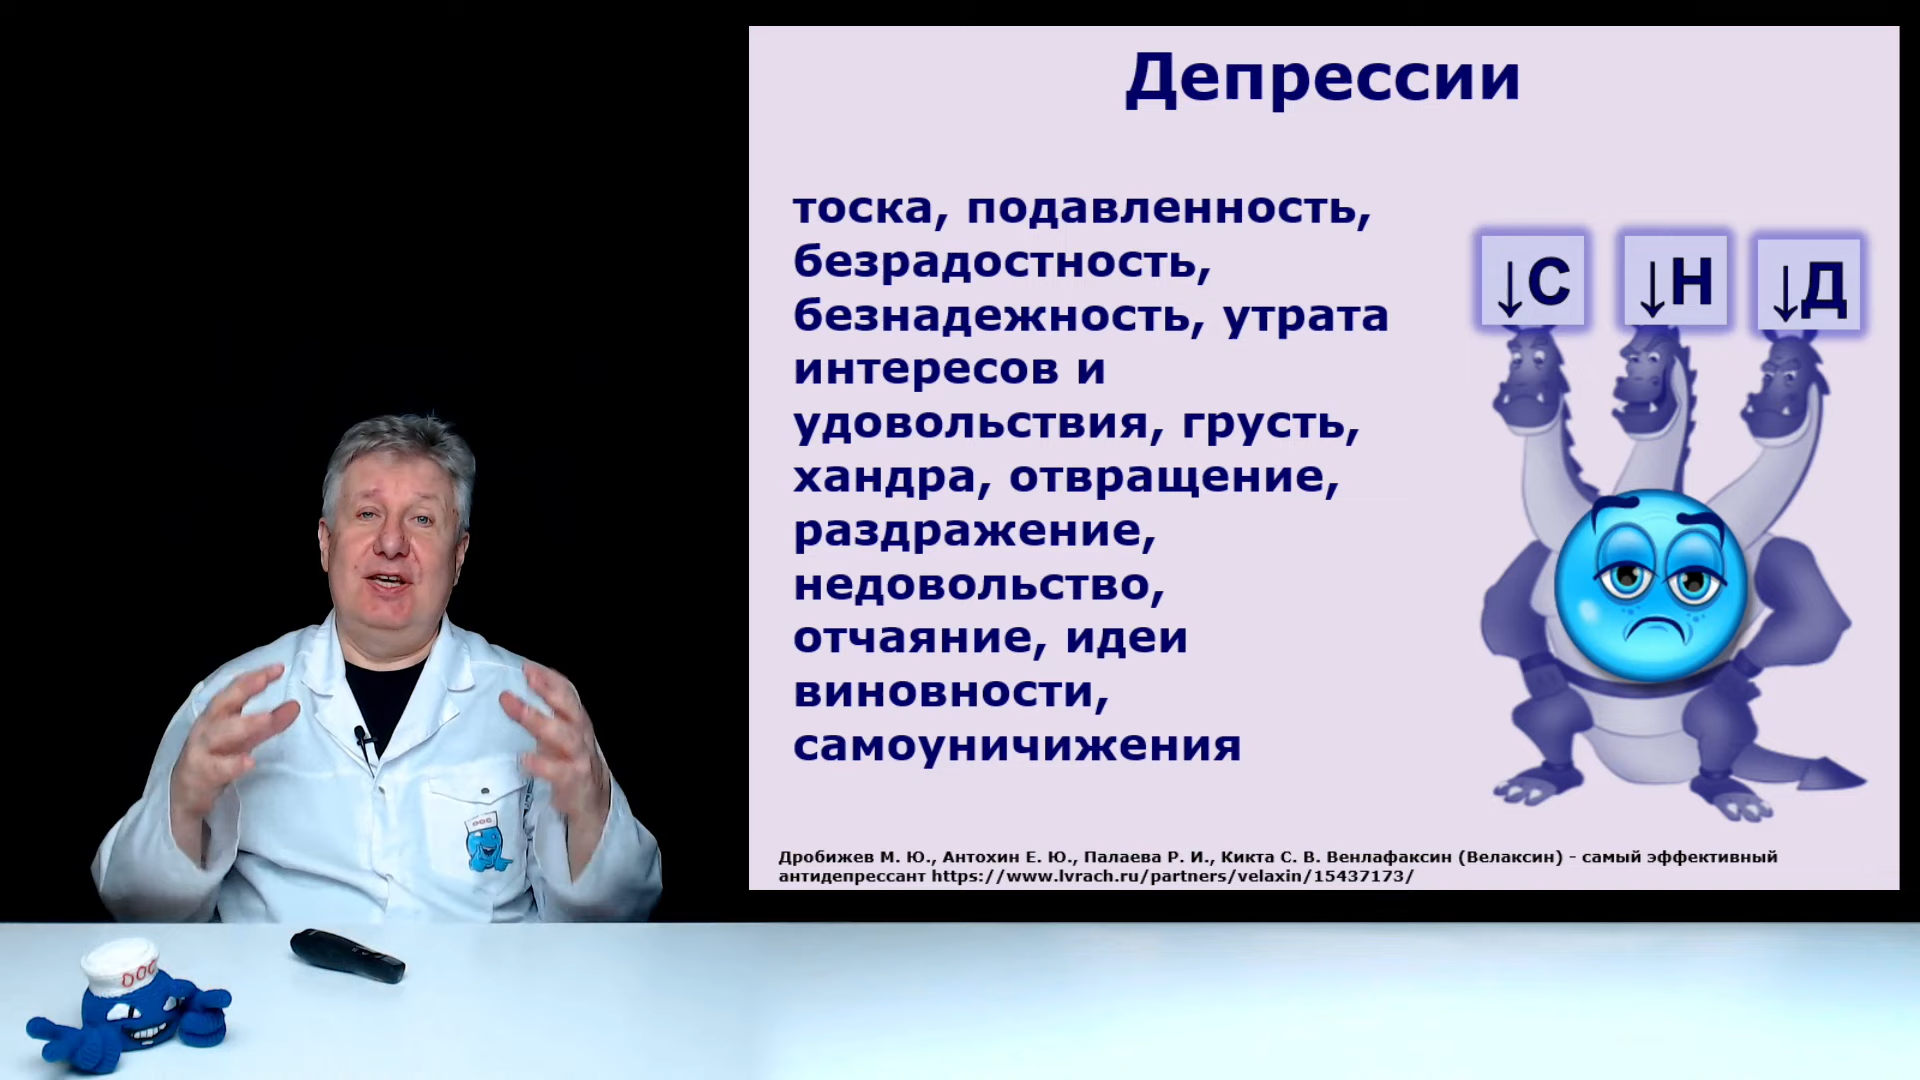 Депрессии
тоска, подавленность,
безрадостность,
безнадежность, утрата
интересов и
удовольствия, грусть,
хандра, отвращение,
раздражение,
недовольство,
отчаяние, идеи
виновности,
самоуничижения
↓С ↓Н ↓Д
Дробижев М. Ю., Антохин Е. Ю., Палаева Р. И., Кикта С. В. Венлафаксин (Велаксин) - самый эффективный
антидепрессант https://www.lvrach.ru/partners/velaxin/15437173/